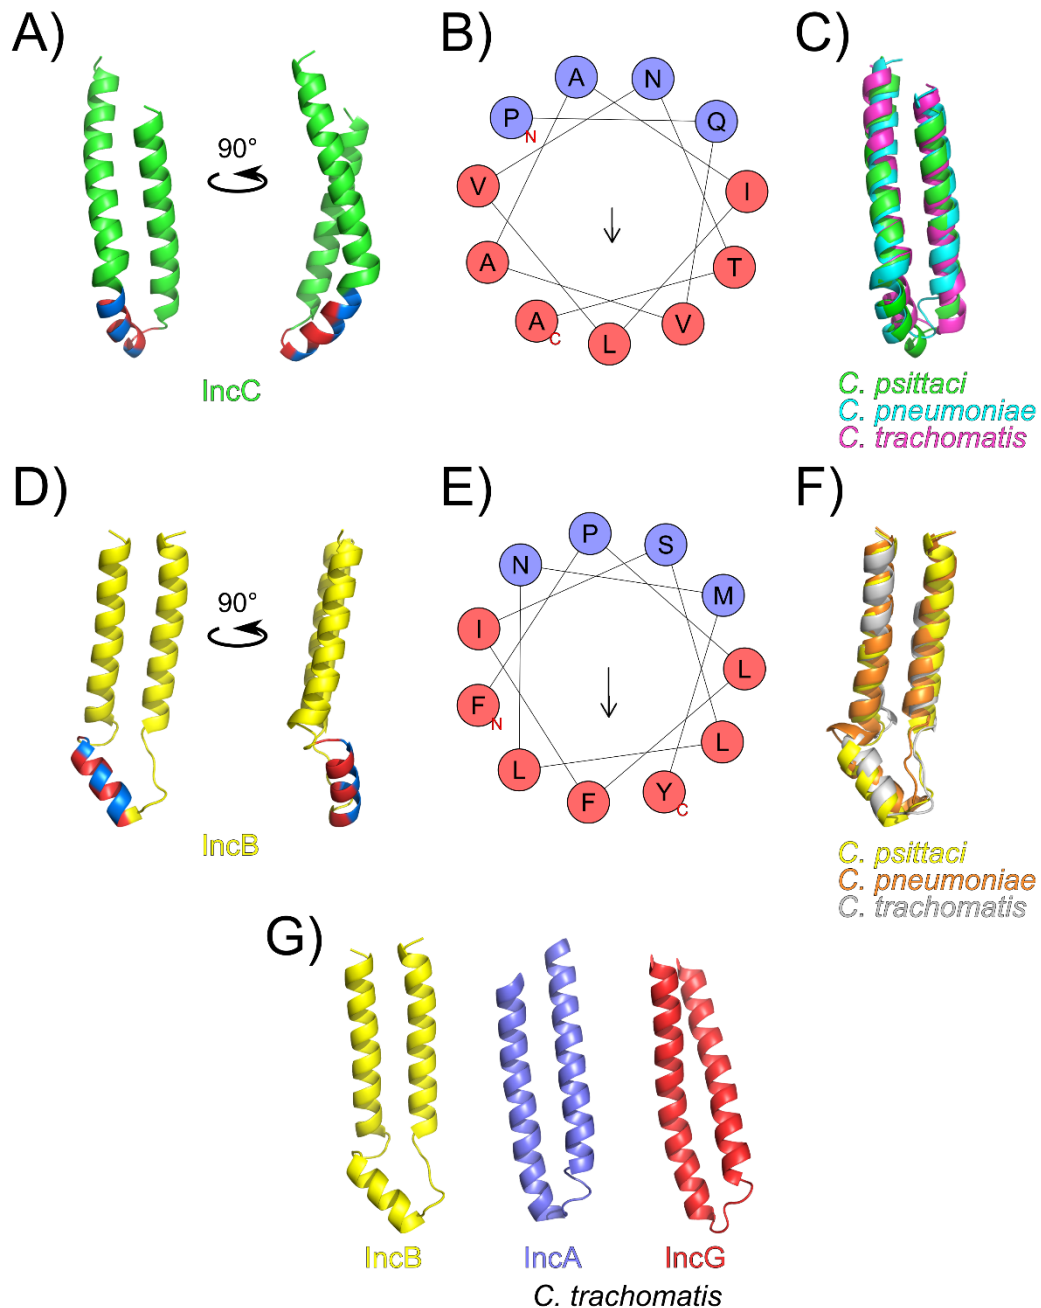 A)
B)
C)
90°
IncC
A
N
P
N
Q
V
I
A
T
A
C
L
V
C. psittaci
C. pneumoniae
C. trachomatis
D)
E)
F)
90°
IncB
P
S
N
M
I
L
F
N
L
L
F
Y
C
C. psittaci
C. pneumoniae
C. trachomatis
G)
IncB
IncA
IncG
C. trachomatis